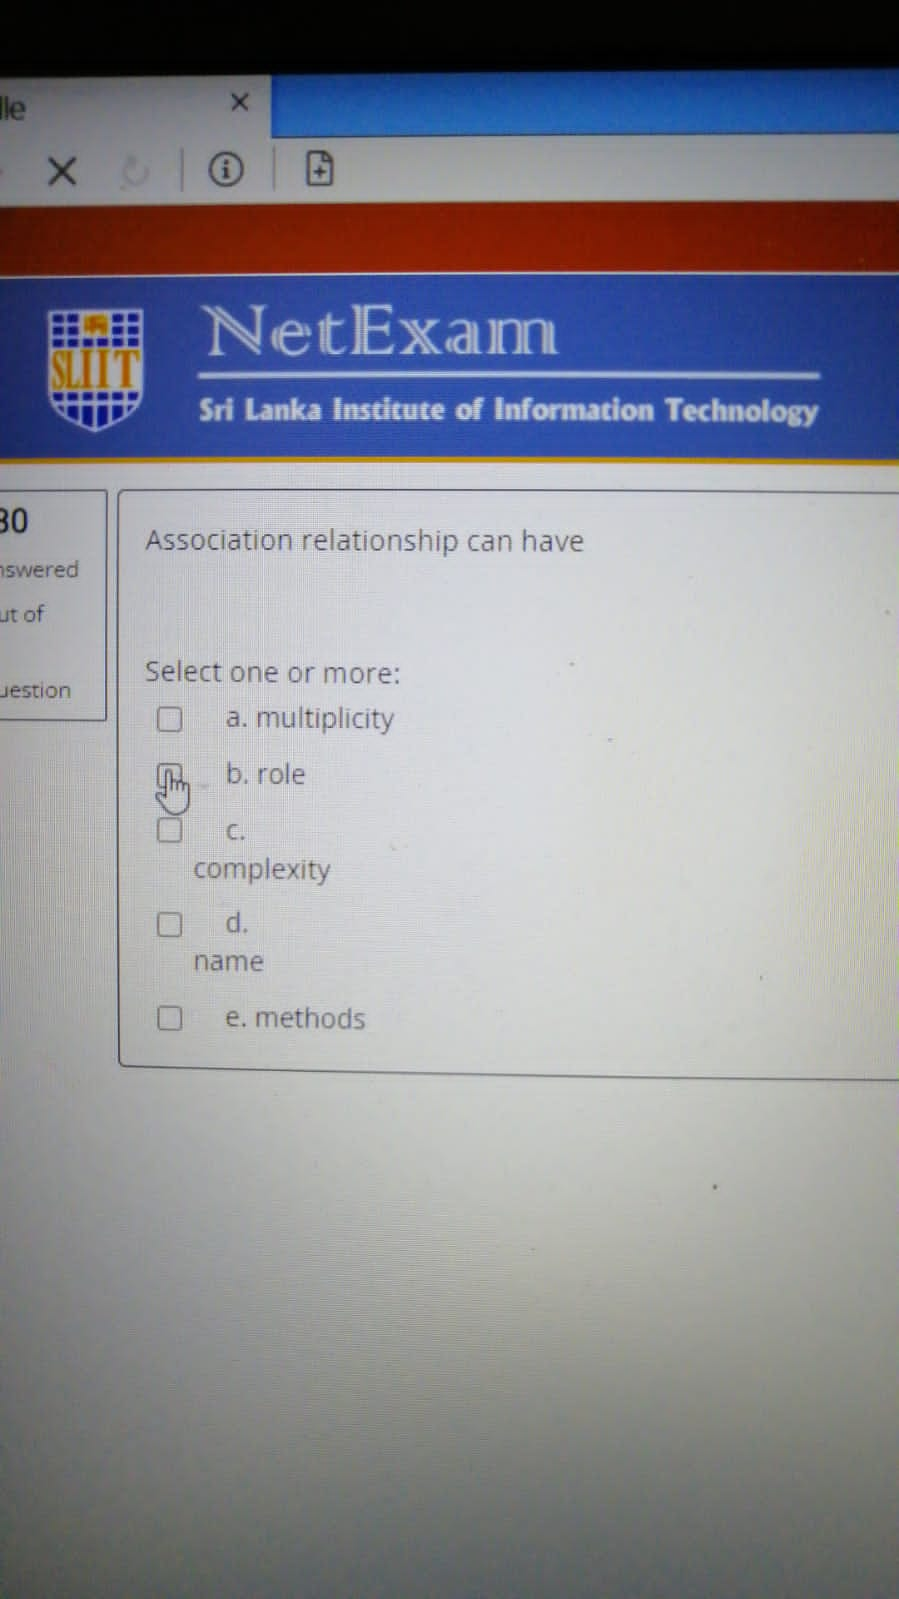 lle
SLIIT
NetExam
Sri Lanka Institute of Information Technology
30
nswered
ut of
uestion
Association relationship can have
Select one or more:
a. multiplicity
b. role
c.
complexity
d.
name
e. methods